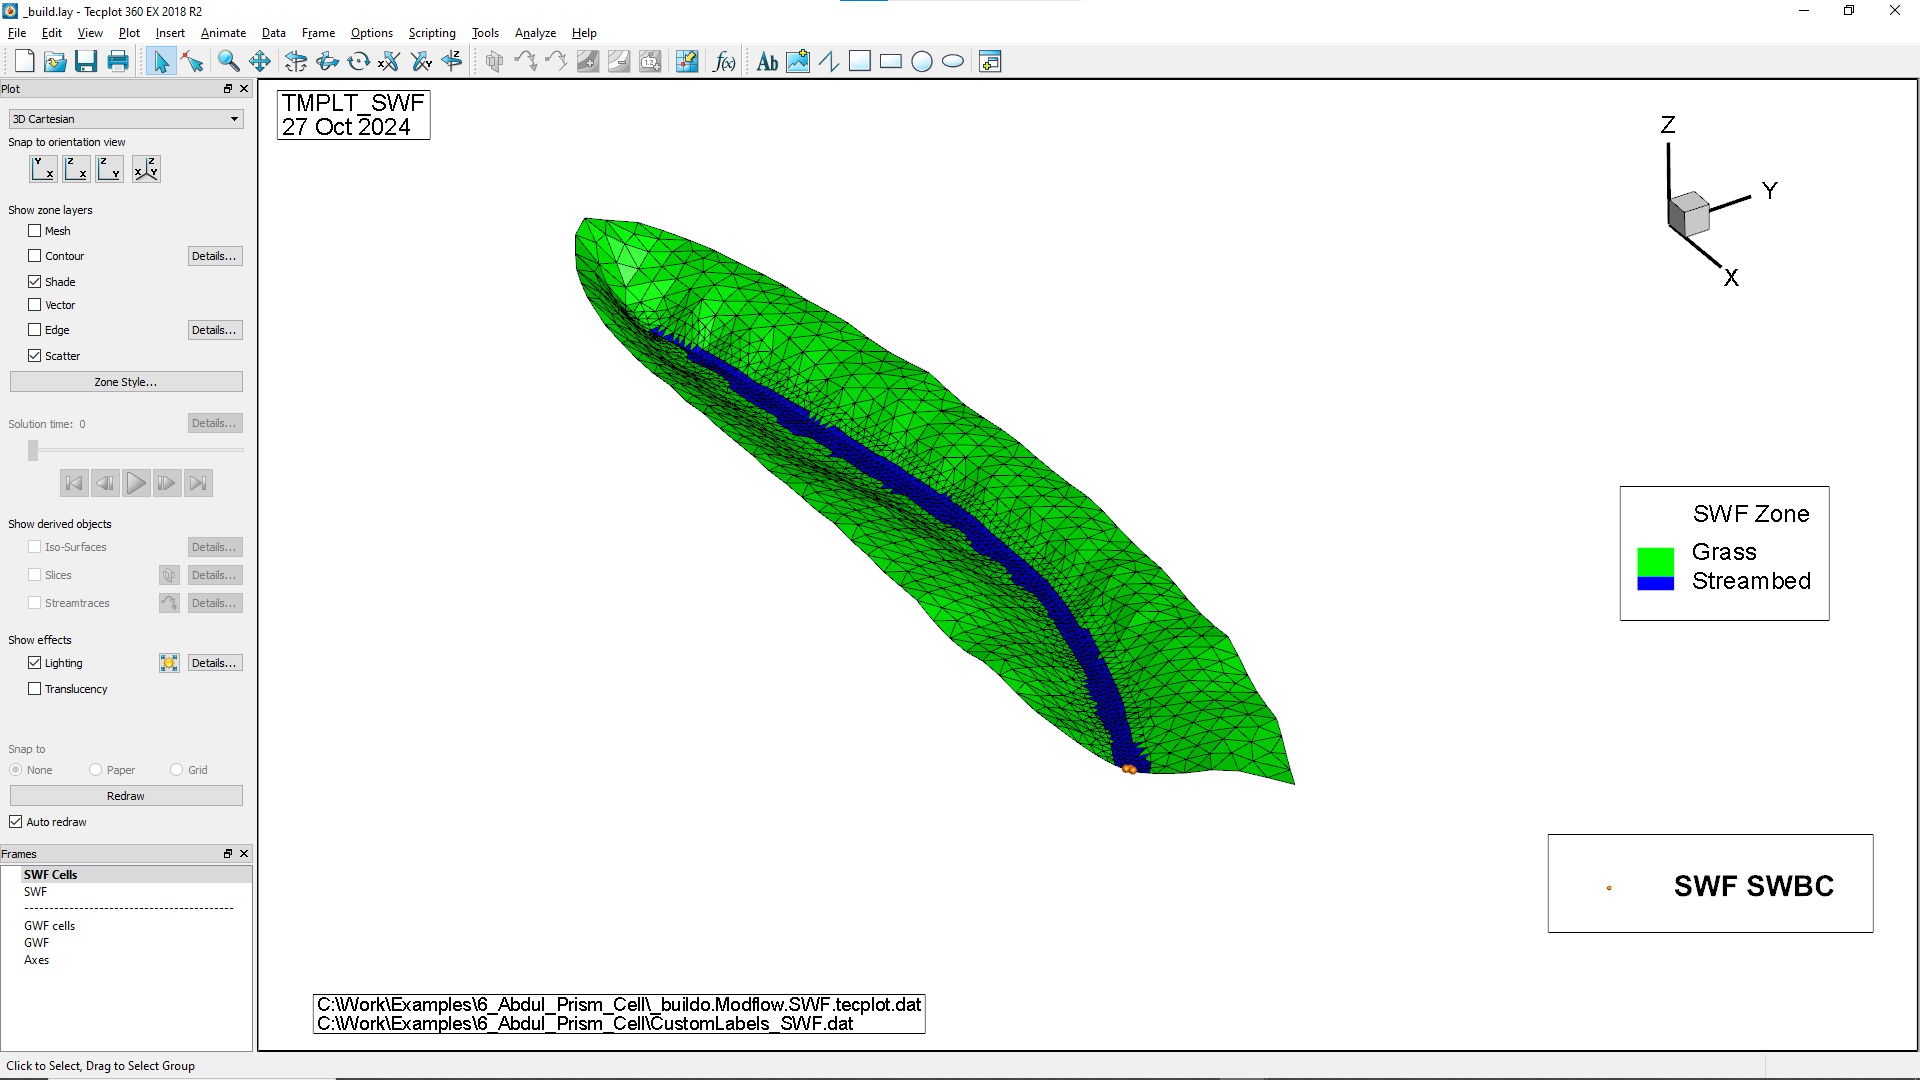 _build.lay - Tecplot 360 EX 2018 R2
File Edit View Plot Insert Animate Data Frame Options Scripting Tools Analyze Help
Plot
3D Cartesian
Snap to orientation view
Show zone layers
Mesh
Contour Details...
Shade
Vector
Edge Details...
Scatter
Zone Style...
Solution time: 0 Details...
Show derived objects
Iso-Surfaces Details...
Slices Details...
Streamtraces Details...
Show effects
Lighting Details...
Translucency
Snap to
None Paper Grid
Redraw
Auto redraw
Frames
SWF Cells
SWF
------------------------------------------
GWF cells
GWF
Axes
Click to Select, Drag to Select Group
TMPLT_SWF
27 Oct 2024
Z
Y
X
SWF Zone
Grass
Streambed
SWF SWBC
C:\Work\Examples\6_Abdul_Prism_Cell\_buildo.Modflow.SWF.tecplot.dat
C:\Work\Examples\6_Abdul_Prism_Cell\CustomLabels_SWF.dat